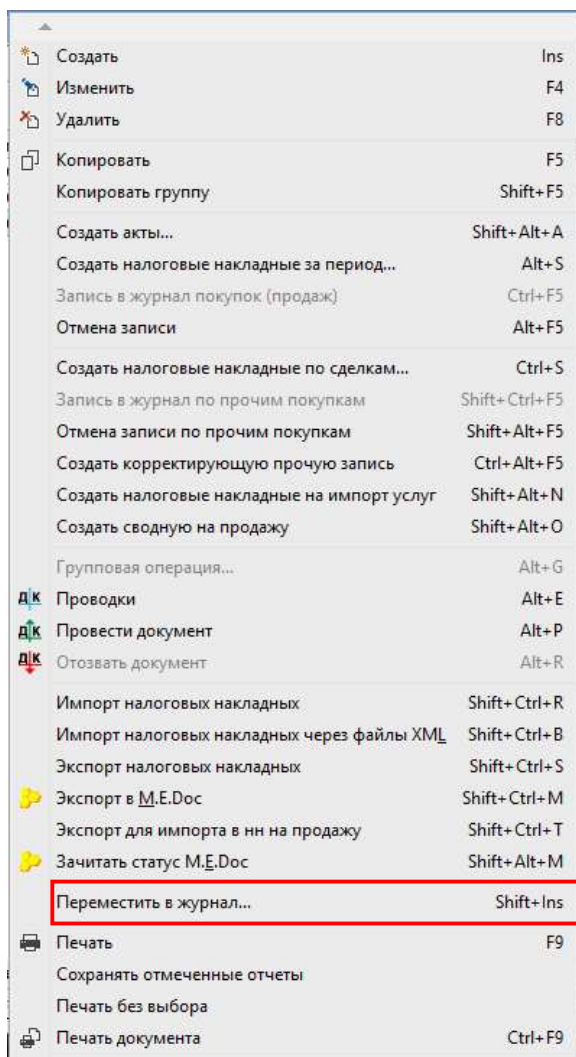 Создать Ins
Изменить F4
Удалить F8
Копировать F5
Копировать группу Shift+F5
Создать акты... Shift+Alt+A
Создать налоговые накладные за период... Alt+S
Запись в журнал покупок (продаж) Ctrl+F5
Отмена записи Alt+F5
Создать налоговые накладные по сделкам... Ctrl+S
Запись в журнал по прочим покупкам Shift+Ctrl+F5
Отмена записи по прочим покупкам Shift+Alt+F5
Создать корректирующую прочую запись Ctrl+Alt+F5
Создать налоговые накладные на импорт услуг Shift+Alt+N
Создать сводную на продажу Shift+Alt+O
Групповая операция... Alt+G
Д К Проводки Alt+E
Д К Провести документ Alt+P
Д К Отозвать документ Alt+R
Импорт налоговых накладных Shift+Ctrl+R
Импорт налоговых накладных через файлы XML Shift+Ctrl+B
Экспорт налоговых накладных Shift+Ctrl+S
Экспорт в M.E.Doc Shift+Ctrl+M
Экспорт для импорта в нн на продажу Shift+Ctrl+T
Зачитать статус M.E.Doc Shift+Alt+M
Переместить в журнал... Shift+Ins
Печать F9
Сохранять отмеченные отчеты
Печать без выбора
Печать документа Ctrl+F9